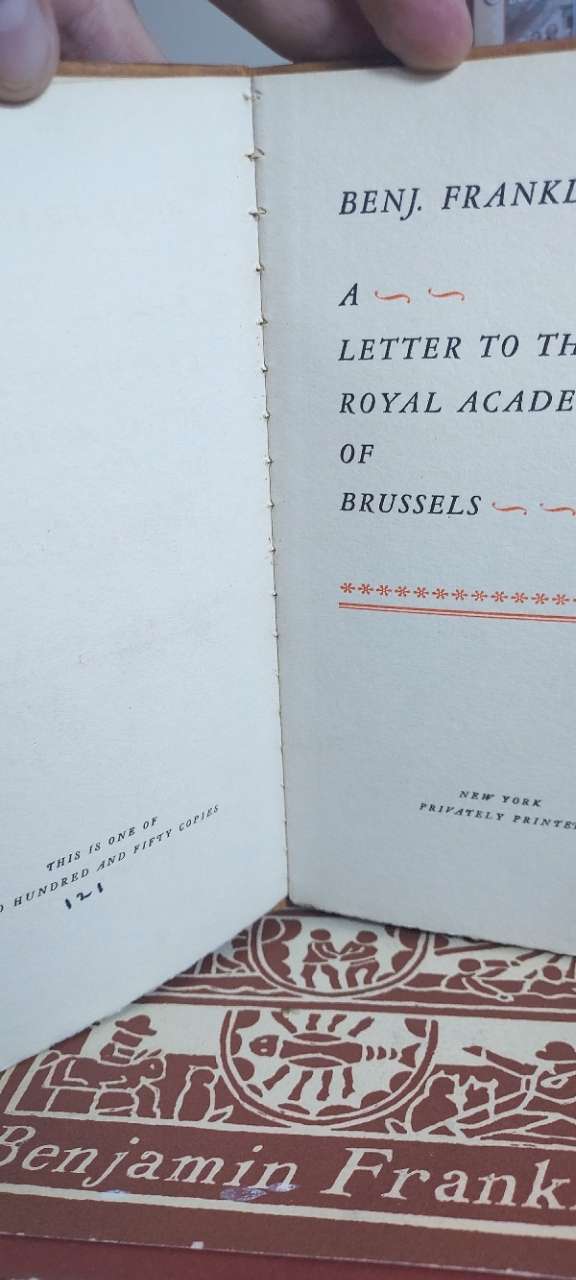 THIS IS ONE OF
O HUNDRED AND FIFTY COPIES
121
BENJ. FRANKL
A
LETTER TO TH
ROYAL ACADE
OF
BRUSSELS
NEW YORK
PRIVATELY PRINTE
Benjamin Frankl